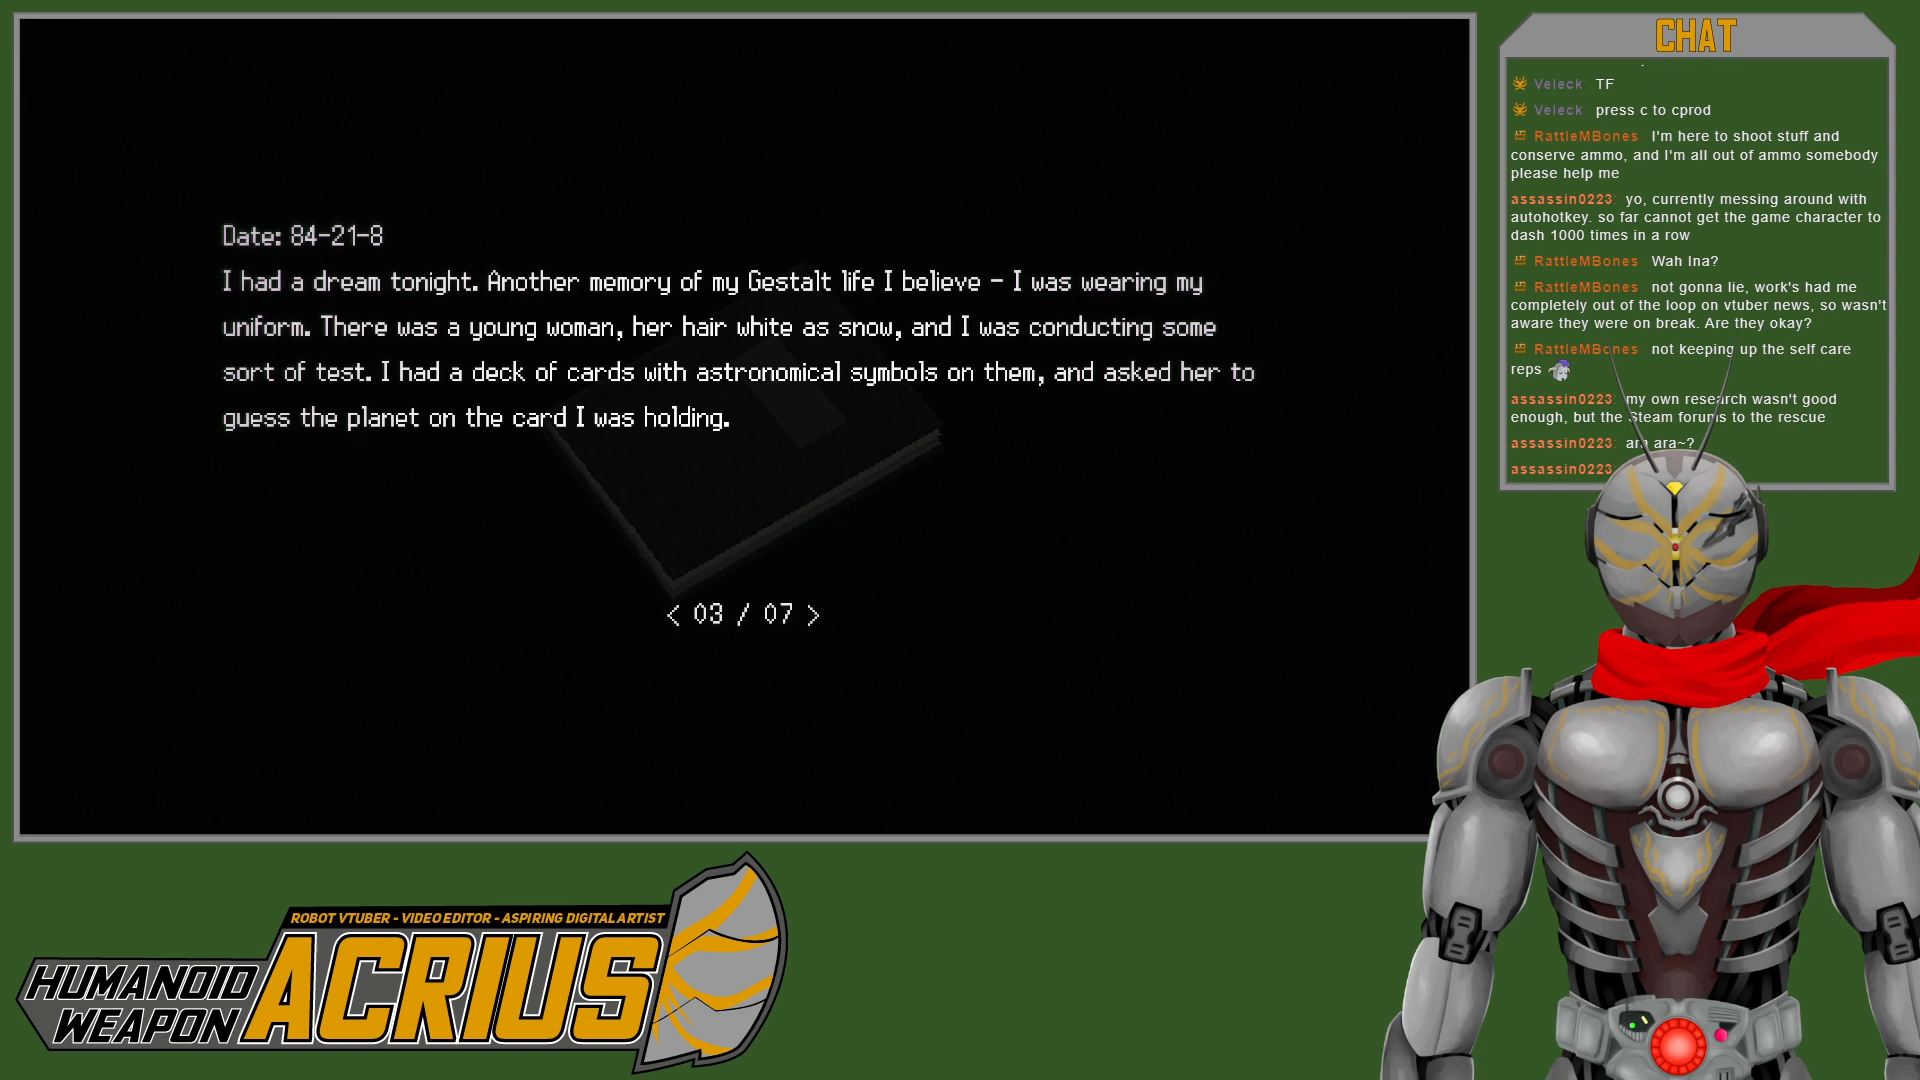 Date: 84-21-8
I had a dream tonight. Another memory of my Gestalt life I believe - I was wearing my
uniform. There was a young woman, her hair white as snow, and I was conducting some
sort of test. I had a deck of cards with astronomical symbols on them, and asked her to
guess the planet on the card I was holding.
< 03 / 07 >
CHAT
Veleck TF
Veleck press c to cprod
RattleMBones I'm here to shoot stuff and
conserve ammo, and I'm all out of ammo somebody
please help me
assassin0223: yo, currently messing around with
autohotkey. so far cannot get the game character to
dash 1000 times in a row
RattleMBones Wah Ina?
RattleMBones not gonna lie, work's had me
completely out of the loop on vtuber news, so wasn't
aware they were on break. Are they okay?
RattleMBones not keeping up the self care
reps
assassin0223: my own research wasn't good
enough, but the Steam forums to the rescue
assassin0223: ara ara~?
assassin0223
ROBOT VTUBER - VIDEO EDITOR - ASPIRING DIGITAL ARTIST
HUMANOID
WEAPON
ACRIUS